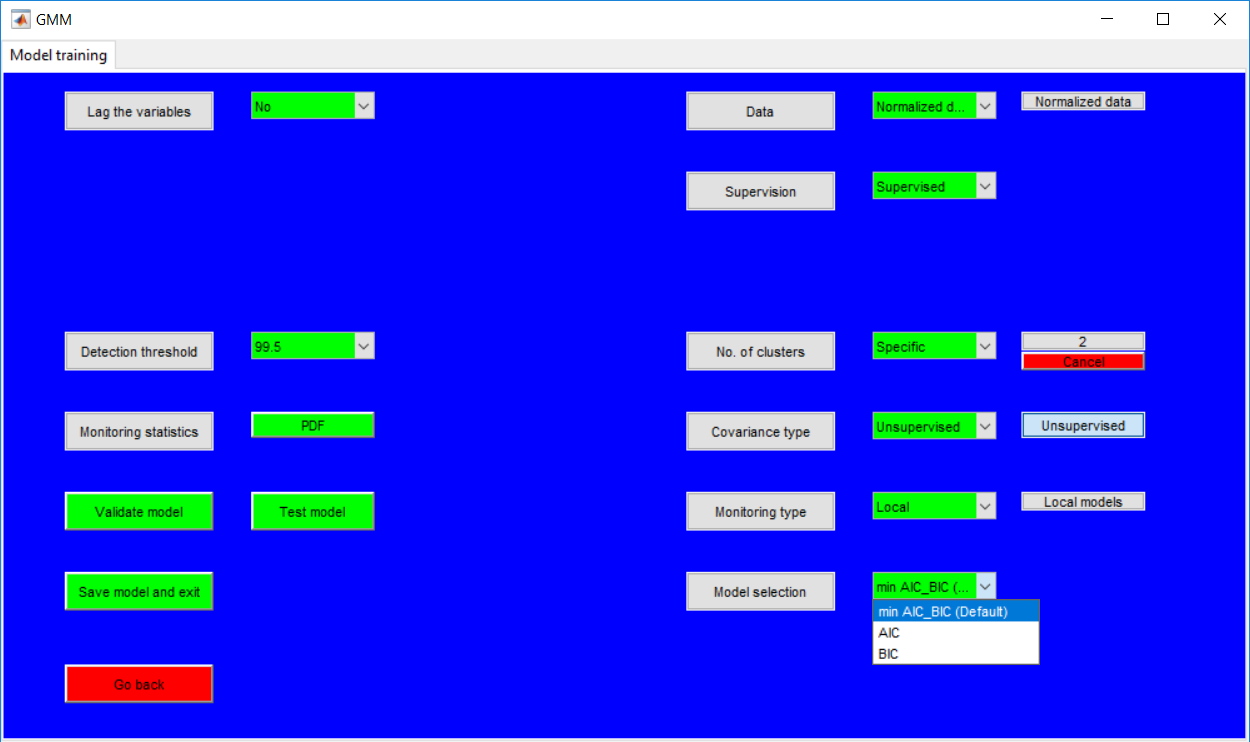 GMM
Model training
Lag the variables
No
Data
Normalized d...
Normalized data
Supervision
Supervised
Detection threshold
99.5
No. of clusters
Specific
2
Cancel
Monitoring statistics
PDF
Covariance type
Unsupervised
Unsupervised
Validate model
Test model
Monitoring type
Local
Local models
Save model and exit
Model selection
min AIC_BIC (...
min AIC_BIC (Default)
AIC
BIC
Go back